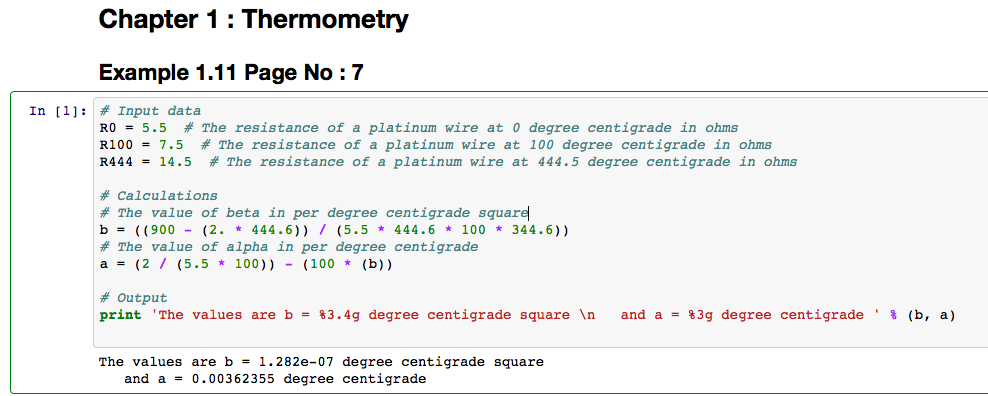 Chapter 1 : Thermometry
Example 1.11 Page No : 7
In [1]: # Input data
R0 = 5.5  # The resistance of a platinum wire at 0 degree centigrade in ohms
R100 = 7.5  # The resistance of a platinum wire at 100 degree centigrade in ohms
R444 = 14.5  # The resistance of a platinum wire at 444.5 degree centigrade in ohms
# Calculations
# The value of beta in per degree centigrade square
b = ((900 - (2. * 444.6)) / (5.5 * 444.6 * 100 * 344.6))
# The value of alpha in per degree centigrade
a = (2 / (5.5 * 100)) - (100 * (b))
# Output
print 'The values are b = %3.4g degree centigrade square \n   and a = %3g degree centigrade ' % (b, a)
The values are b = 1.282e-07 degree centigrade square
   and a = 0.00362355 degree centigrade